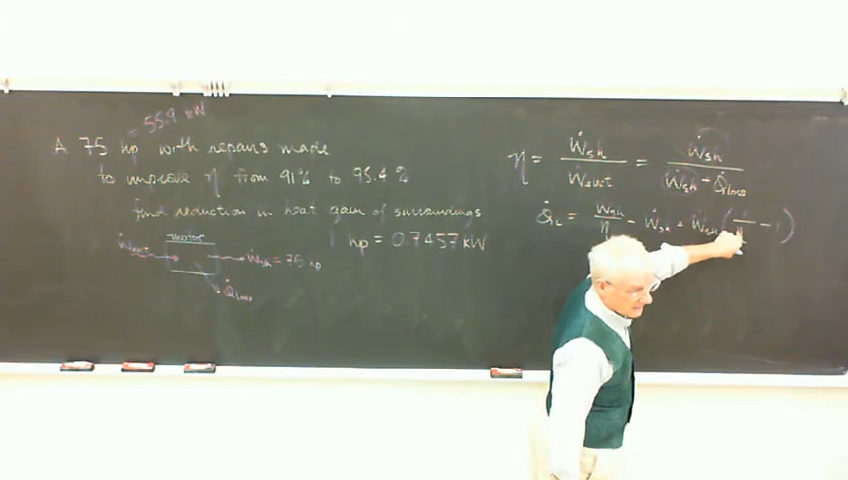 = 55.9 kW
A 75 hp with repairs made
to improve η from 91% to 95.4 %
find reduction in heat gain of surroundings
1 hp = 0.7457 kW
motor
Ẇelect
Ẇsh = 75 hp
Q̇loss
η = Ẇsh / Ẇelect = Ẇsh / (Ẇsh + Q̇loss)
Q̇L = Ẇsh / η - Ẇsh = Ẇsh (1/η - 1)